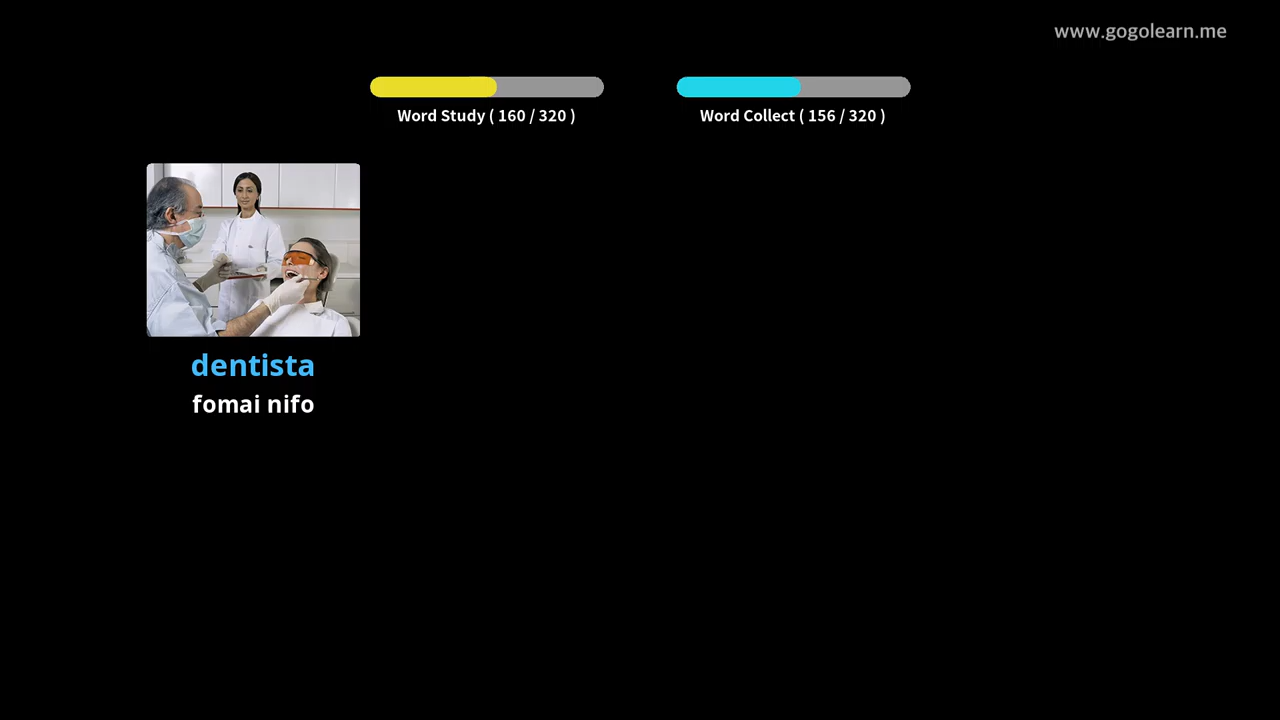 www.gogolearn.me
Word Study ( 160 / 320 )
Word Collect ( 156 / 320 )
dentista
fomai nifo